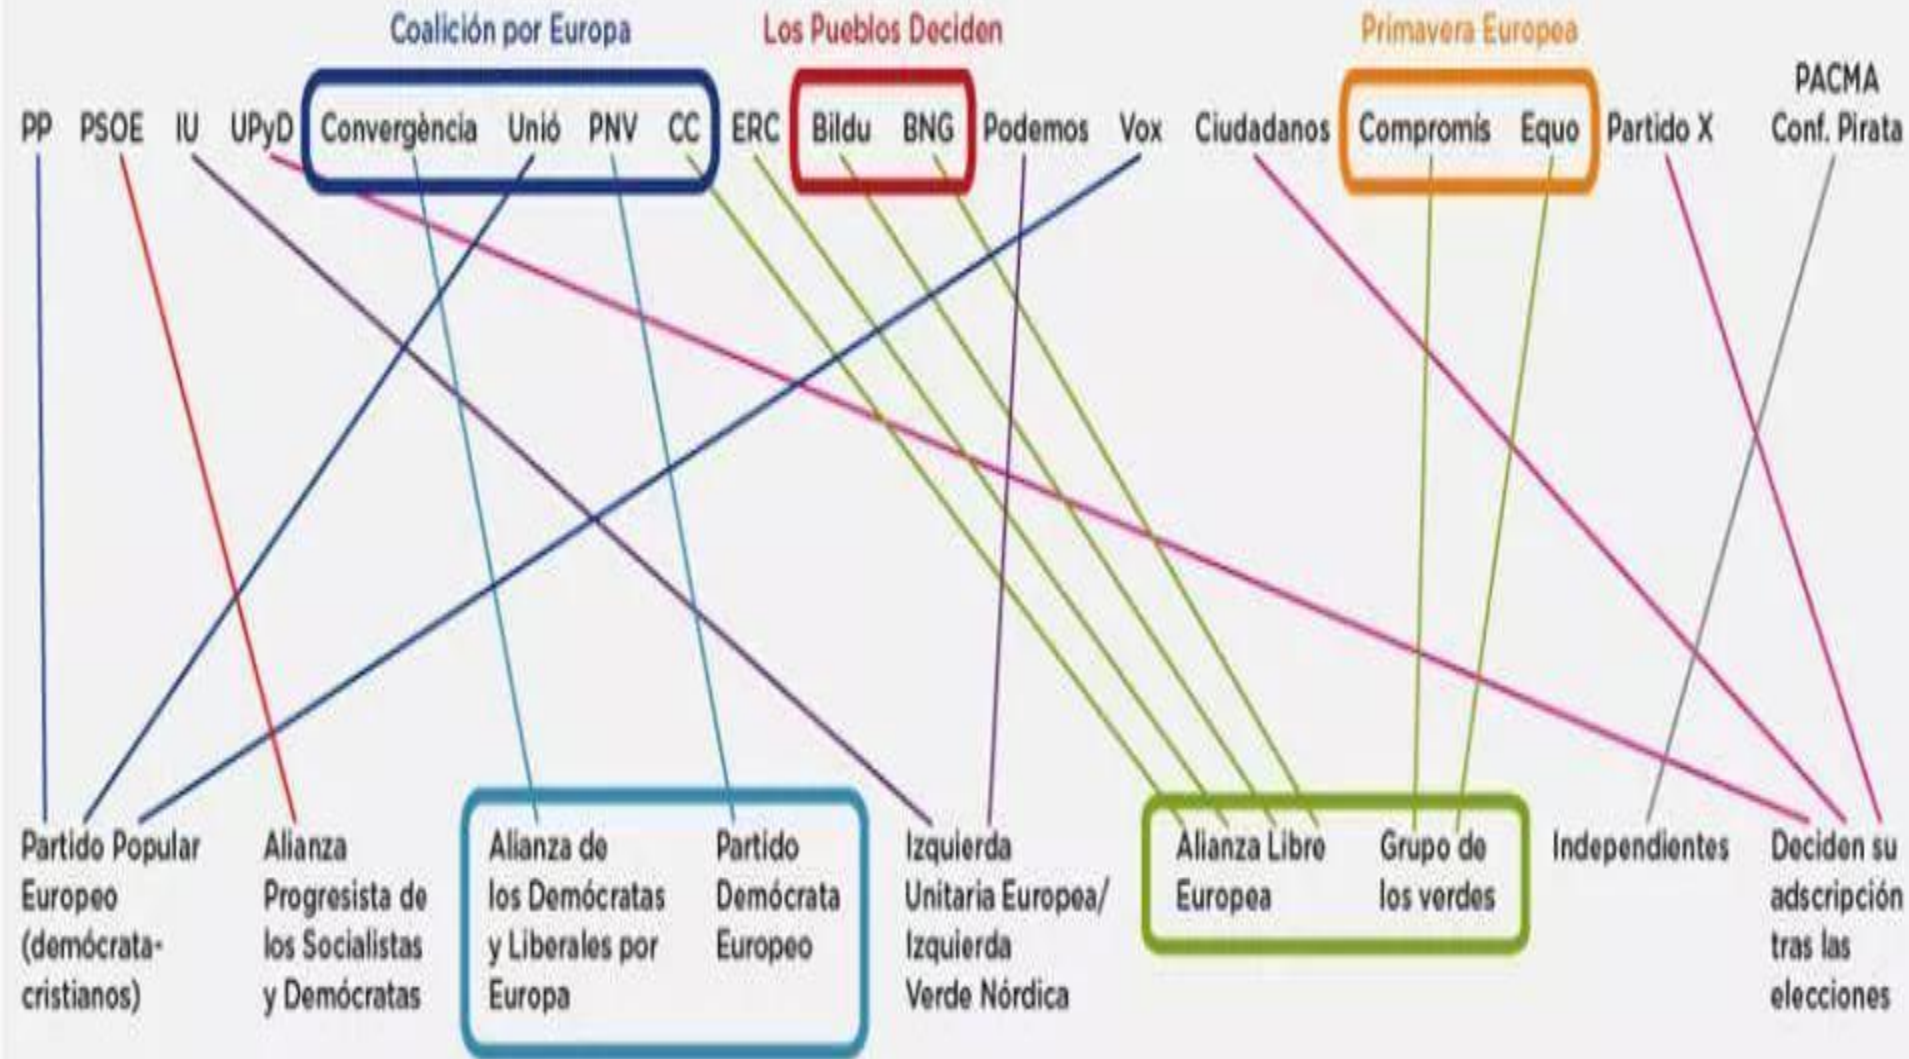 Coalición por Europa
Los Pueblos Deciden
Primavera Europea
PP
PSOE
IU
UPyD
Convergència
Unió
PNV
CC
ERC
Bildu
BNG
Podemos
Vox
Ciudadanos
Compromís
Equo
Partido X
PACMA
Conf. Pirata
Partido Popular
Europeo
(demócrata-
cristianos)
Alianza
Progresista de
los Socialistas
y Demócratas
Alianza de
los Demócratas
y Liberales por
Europa
Partido
Demócrata
Europeo
Izquierda
Unitaria Europea/
Izquierda
Verde Nórdica
Alianza Libre
Europea
Grupo de
los verdes
Independientes
Deciden su
adscripción
tras las
elecciones